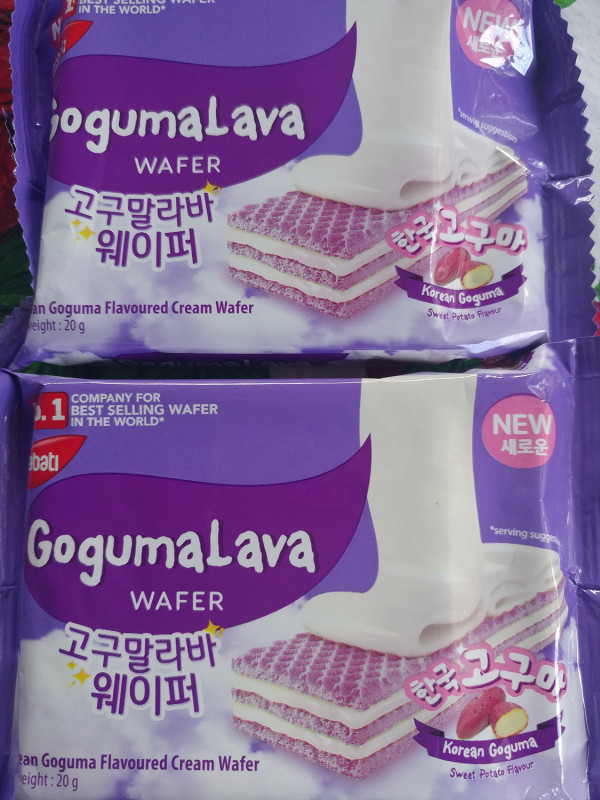 BEST SELLING WAFER
IN THE WORLD*
NEW
새로운
GogumaLava
WAFER
*serving suggestion
고구말라바
웨이퍼
한국 고구마
Korean Goguma
Sweet Potato Flavour
Goguma Flavoured Cream Wafer
: 20 g
COMPANY FOR
. 1 BEST SELLING WAFER
IN THE WORLD*
NEW
새로운
GogumaLava
*serving
WAFER
고구말라바
웨이퍼
한국 고구마
Korean Goguma
Sweet Potato Flavour
Goguma Flavoured Cream Wafer
: 20 g